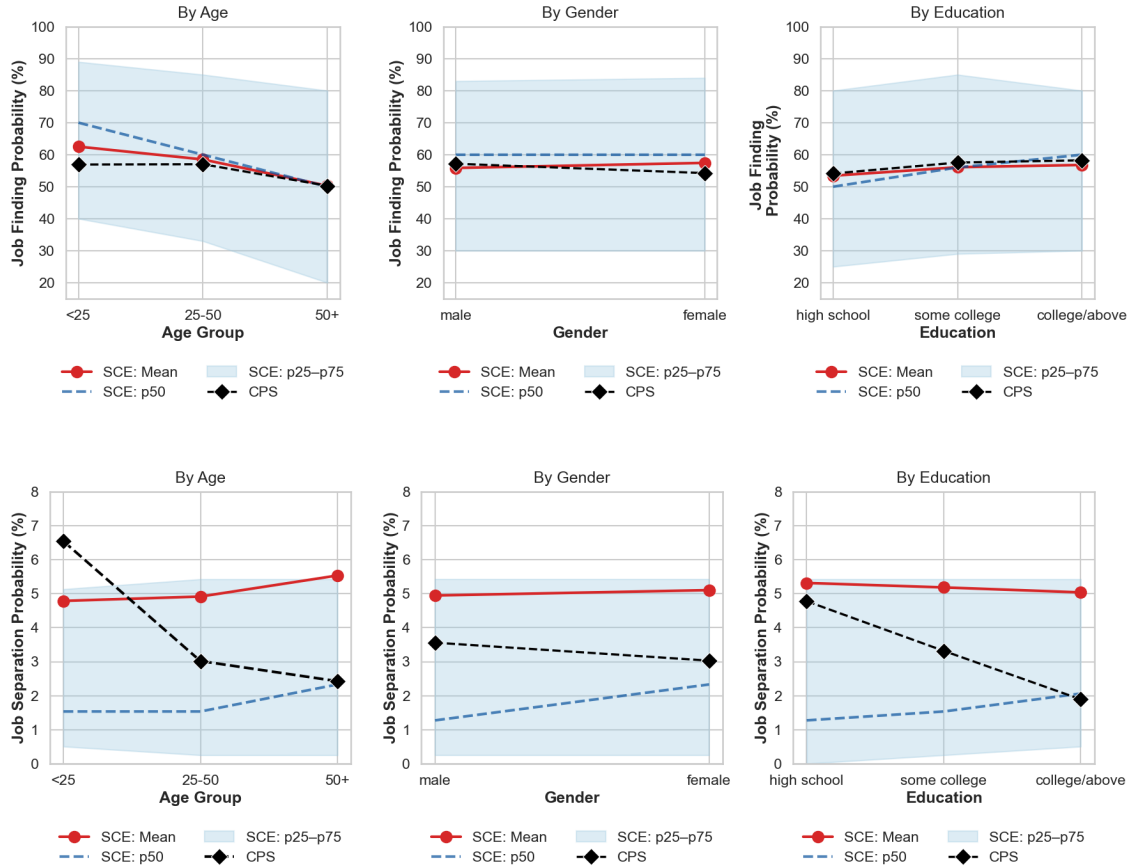 By Age
100
90
80
70
60
50
40
30
20
Job Finding Probability (%)
<25
25-50
50+
Age Group
SCE: Mean
SCE: p50
SCE: p25–p75
CPS
By Gender
100
90
80
70
60
50
40
30
20
Job Finding Probability (%)
male
female
Gender
SCE: Mean
SCE: p50
SCE: p25–p75
CPS
By Education
100
90
80
70
60
50
40
30
20
Job Finding
Probability (%)
high school
some college
college/above
Education
SCE: Mean
SCE: p50
SCE: p25–p75
CPS
By Age
8
7
6
5
4
3
2
1
0
Job Separation Probability (%)
<25
25-50
50+
Age Group
SCE: Mean
SCE: p50
SCE: p25–p75
CPS
By Gender
8
7
6
5
4
3
2
1
0
Job Separation Probability (%)
male
female
Gender
SCE: Mean
SCE: p50
SCE: p25–p75
CPS
By Education
8
7
6
5
4
3
2
1
0
Job Separation Probability (%)
high school
some college
college/above
Education
SCE: Mean
SCE: p50
SCE: p25–p75
CPS